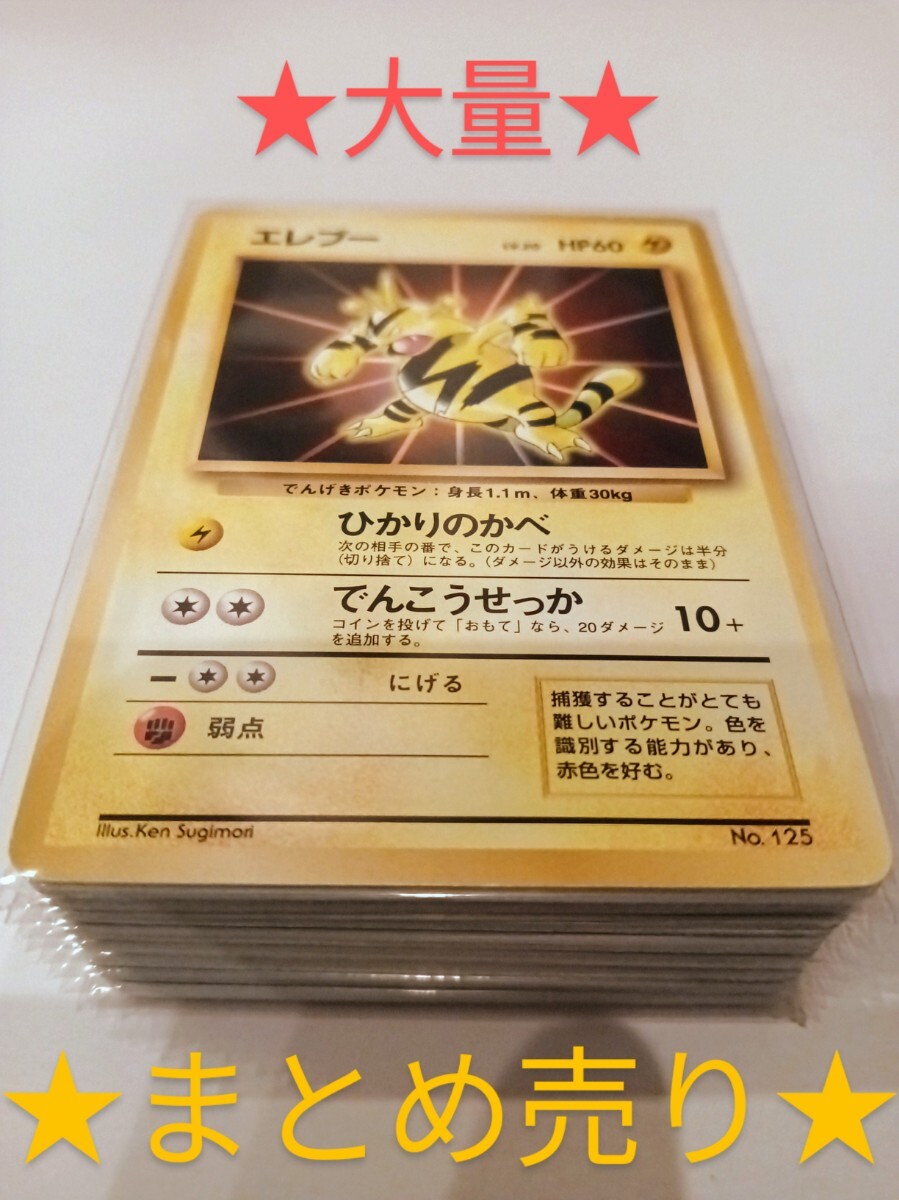 ★大量★
エレブー HP60
でんげきポケモン：身長1.1m、体重30kg
ひかりのかべ
次の相手の番で、このカードがうけるダメージは半分
（切り捨て）になる。（ダメージ以外の効果はそのまま）
でんこうせっか 10+
コインを投げて「おもて」なら、20ダメージ
を追加する。
にげる
弱点
捕獲することがとても
難しいポケモン。色を
識別する能力があり、
赤色を好む。
Illus.Ken Sugimori No. 125
★まとめ売り★